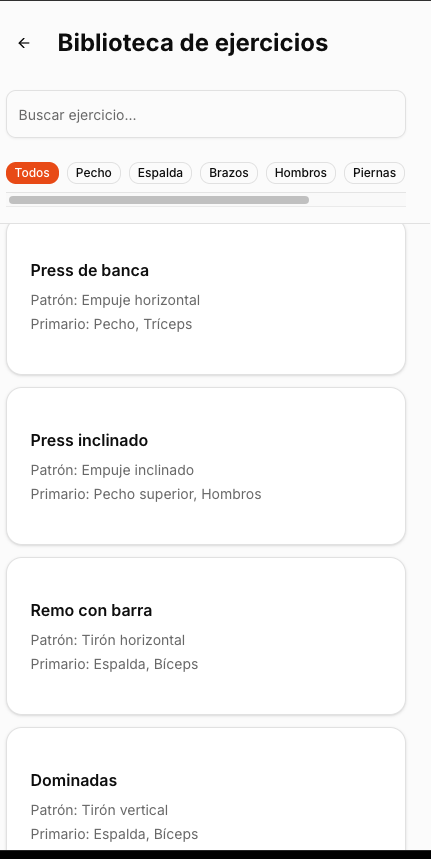 Biblioteca de ejercicios
Buscar ejercicio...
Todos Pecho Espalda Brazos Hombros Piernas
Press de banca
Patrón: Empuje horizontal
Primario: Pecho, Tríceps
Press inclinado
Patrón: Empuje inclinado
Primario: Pecho superior, Hombros
Remo con barra
Patrón: Tirón horizontal
Primario: Espalda, Bíceps
Dominadas
Patrón: Tirón vertical
Primario: Espalda, Bíceps